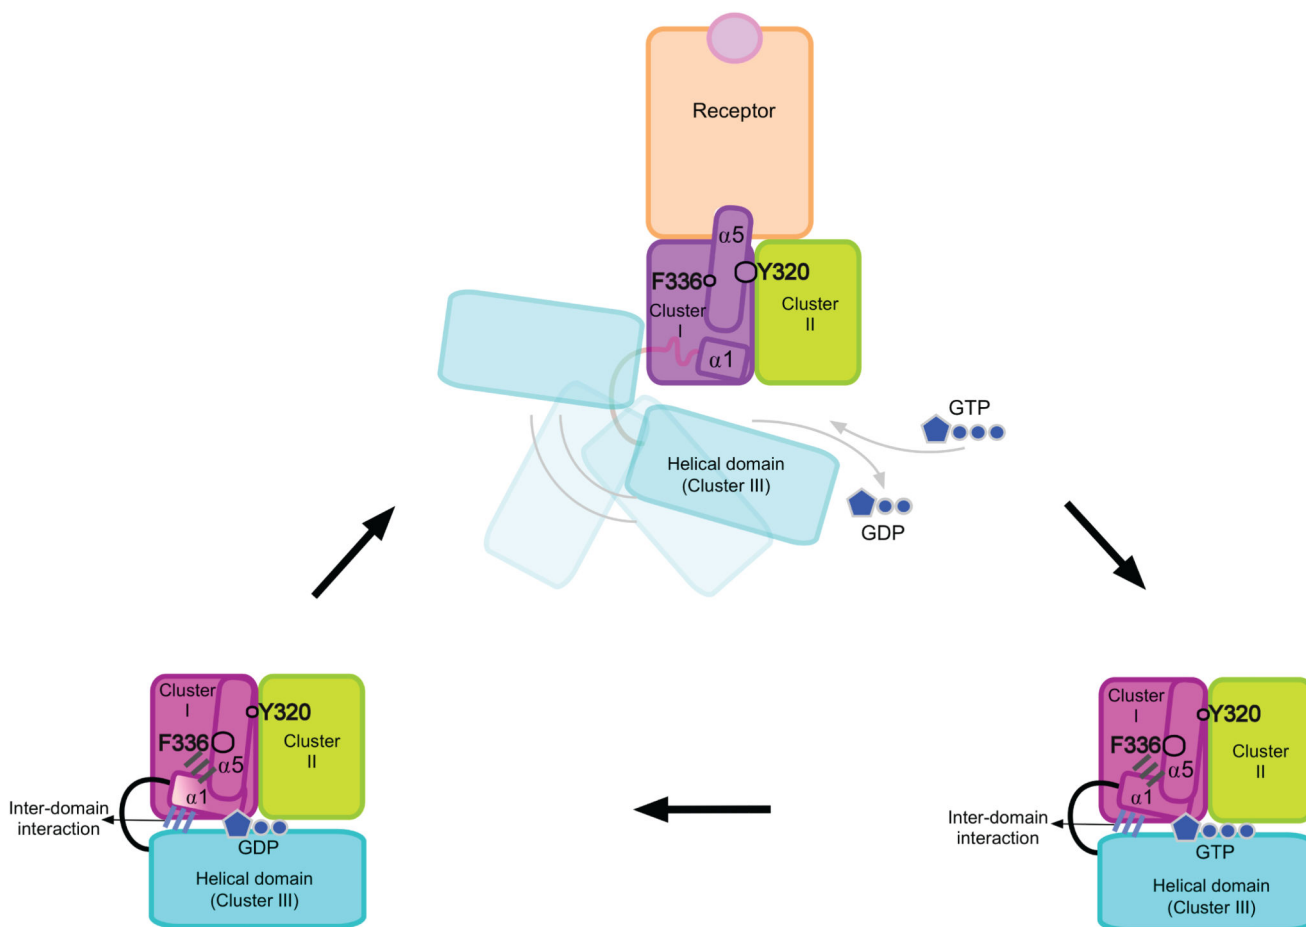 Receptor
α5
F336
Y320
Cluster
I
Cluster
II
α1
GTP
Helical domain
(Cluster III)
GDP
Cluster
I
Y320
F336
Cluster
II
α5
α1
Inter-domain
interaction
GDP
Helical domain
(Cluster III)
Cluster
I
Y320
F336
Cluster
II
α5
α1
Inter-domain
interaction
GTP
Helical domain
(Cluster III)